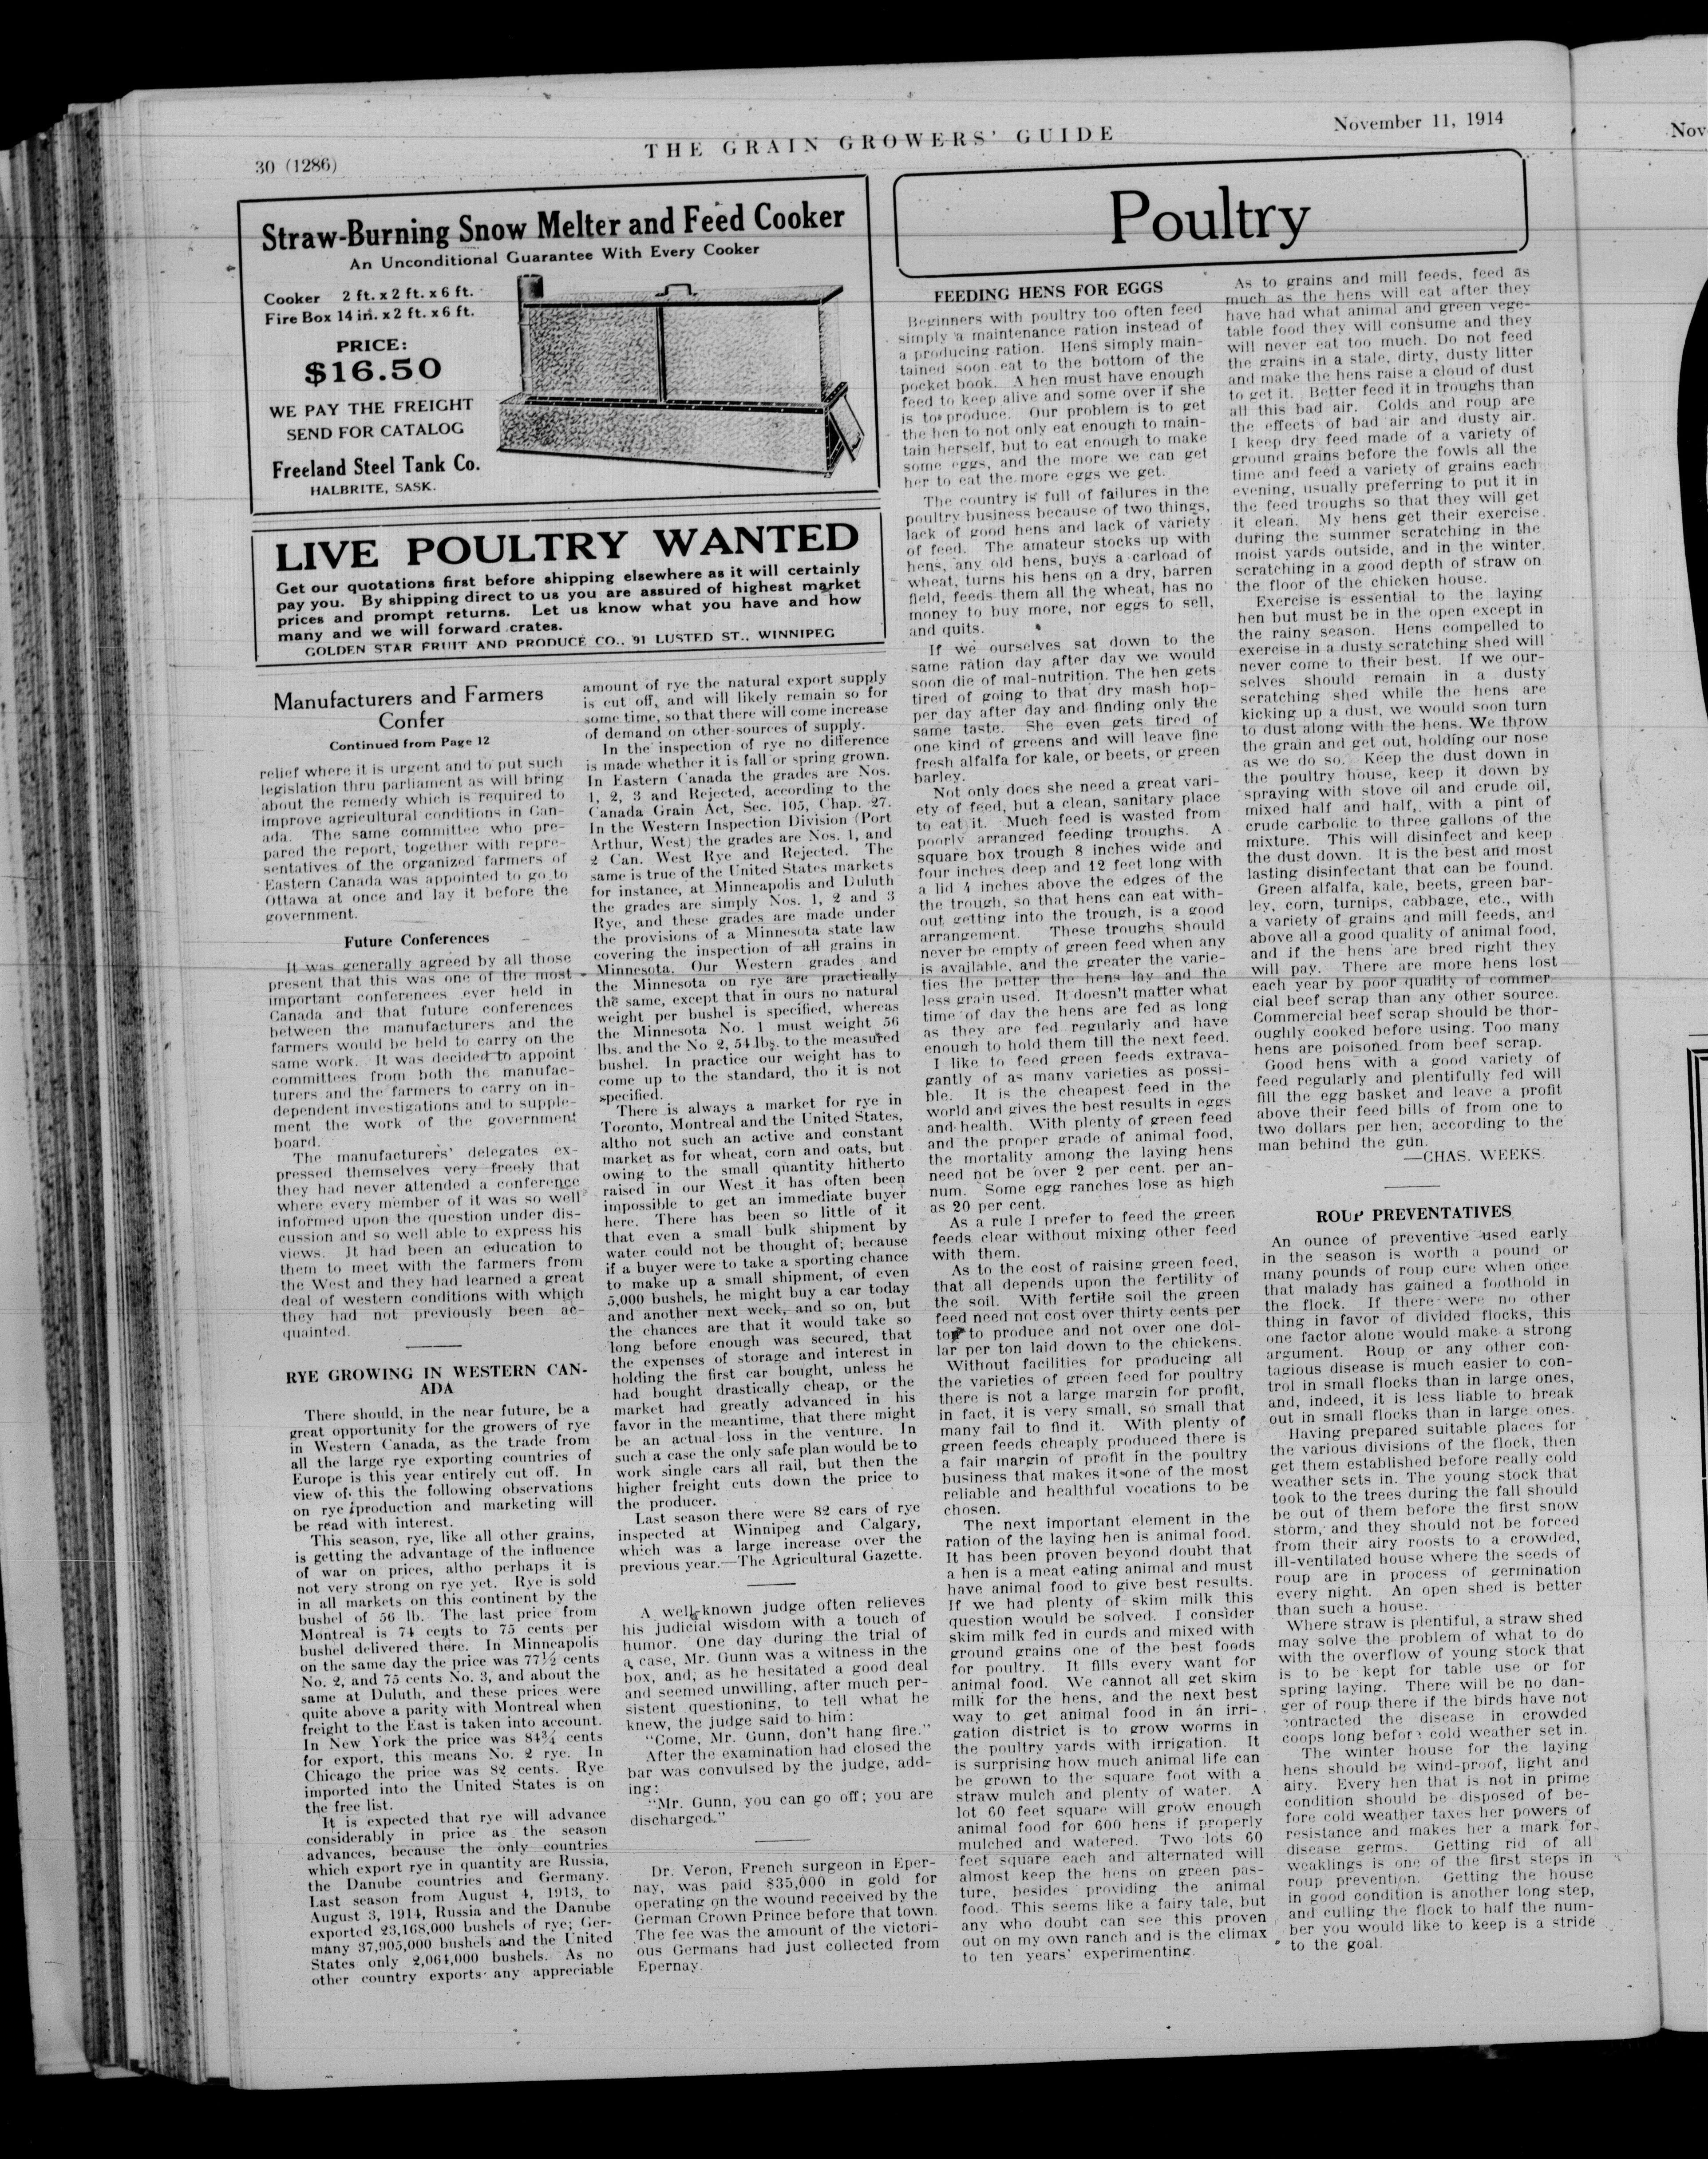 30 (1286)
THE GRAIN GROWERS' GUIDE
November 11, 1914
Nov
Straw-Burning Snow Melter and Feed Cooker
An Unconditional Guarantee With Every Cooker
Cooker 2 ft. x 2 ft. x 6 ft.
Fire Box 14 in. x 2 ft. x 6 ft.
PRICE:
$16.50
WE PAY THE FREIGHT
SEND FOR CATALOG
Freeland Steel Tank Co.
HALBRITE, SASK.
LIVE POULTRY WANTED
Get our quotations first before shipping elsewhere as it will certainly
pay you. By shipping direct to us you are assured of highest market
prices and prompt returns. Let us know what you have and how
many and we will forward crates.
GOLDEN STAR FRUIT AND PRODUCE CO., 91 LUSTED ST., WINNIPEG
Manufacturers and Farmers
Confer
Continued from Page 12
relief where it is urgent and to put such
legislation thru parliament as will bring
about the remedy which is required to
improve agricultural conditions in Can-
ada. The same committee who pre-
pared the report, together with repre-
sentatives of the organized farmers of
Eastern Canada was appointed to go to
Ottawa at once and lay it before the
government.
Future Conferences
It was generally agreed by all those
present that this was one of the most
important conferences ever held in
Canada and that future conferences
between the manufacturers and the
farmers would be held to carry on the
same work. It was decided to appoint
committees from both the manufac-
turers and the farmers to carry on in-
dependent investigations and to supple-
ment the work of the government
board.
The manufacturers' delegates ex-
pressed themselves very freely that
they had never attended a conference
where every member of it was so well
informed upon the question under dis-
cussion and so well able to express his
views. It had been an education to
them to meet with the farmers from
the West and they had learned a great
deal of western conditions with which
they had not previously been ac-
quainted.
RYE GROWING IN WESTERN CAN-
ADA
There should, in the near future, be a
great opportunity for the growers of rye
in Western Canada, as the trade from
all the large rye exporting countries of
Europe is this year entirely cut off. In
view of this the following observations
on rye production and marketing will
be read with interest.
This season, rye, like all other grains,
is getting the advantage of the influence
of war on prices, altho perhaps it is
not very strong on rye yet. Rye is sold
in all markets on this continent by the
bushel of 56 lb. The last price from
Montreal is 74 cents to 75 cents per
bushel delivered there. In Minneapolis
on the same day the price was 77½ cents
No. 2, and 75 cents No. 3, and about the
same at Duluth, and these prices were
quite above a parity with Montreal when
freight to the East is taken into account.
In New York the price was 84¾ cents
for export, this means No. 2 rye. In
Chicago the price was 82 cents. Rye
imported into the United States is on
the free list.
It is expected that rye will advance
considerably in price as the season
advances, because the only countries
which export rye in quantity are Russia,
the Danube countries and Germany.
Last season from August 4, 1913, to
August 3, 1914, Russia and the Danube
exported 23,168,000 bushels of rye; Ger-
many 37,905,000 bushels and the United
States only 2,064,000 bushels. As no
other country exports any appreciable
amount of rye the natural export supply
is cut off, and will likely remain so for
some time, so that there will come increase
of demand on other sources of supply.
In the inspection of rye no difference
is made whether it is fall or spring grown.
In Eastern Canada the grades are Nos.
1, 2, 3 and Rejected, according to the
Canada Grain Act, Sec. 105, Chap. 27.
In the Western Inspection Division (Port
Arthur, West) the grades are Nos. 1, and
2 Can. West Rye and Rejected. The
same is true of the United States markets
for instance, at Minneapolis and Duluth
the grades are simply Nos. 1, 2 and 3
Rye, and these grades are made under
the provisions of a Minnesota state law
covering the inspection of all grains in
Minnesota. Our Western grades and
the Minnesota on rye are practically
the same, except that in ours no natural
weight per bushel is specified, whereas
the Minnesota No. 1 must weight 56
lbs. and the No. 2, 54 lbs. to the measured
bushel. In practice our weight has to
come up to the standard, tho it is not
specified.
There is always a market for rye in
Toronto, Montreal and the United States,
altho not such an active and constant
market as for wheat, corn and oats, but
owing to the small quantity hitherto
raised in our West it has often been
impossible to get an immediate buyer
here. There has been so little of it
that even a small bulk shipment by
water could not be thought of; because
if a buyer were to take a sporting chance
to make up a small shipment, of even
5,000 bushels, he might buy a car today
and another next week, and so on, but
the chances are that it would take so
long before enough was secured, that
the expenses of storage and interest in
holding the first car bought, unless he
had bought drastically cheap, or the
market had greatly advanced in his
favor in the meantime, that there might
be an actual loss in the venture. In
such a case the only safe plan would be to
work single cars all rail, but then the
higher freight cuts down the price to
the producer.
Last season there were 82 cars of rye
inspected at Winnipeg and Calgary,
which was a large increase over the
previous year.—The Agricultural Gazette.
A well-known judge often relieves
his judicial wisdom with a touch of
humor. One day during the trial of
a case, Mr. Gunn was a witness in the
box, and, as he hesitated a good deal
and seemed unwilling, after much per-
sistent questioning, to tell what he
knew, the judge said to him:
"Come, Mr. Gunn, don't hang fire."
After the examination had closed the
bar was convulsed by the judge, add-
ing:
"Mr. Gunn, you can go off; you are
discharged."
Dr. Veron, French surgeon in Eper-
nay, was paid $35,000 in gold for
operating on the wound received by the
German Crown Prince before that town.
The fee was the amount of the victori-
ous Germans had just collected from
Epernay.
Poultry
FEEDING HENS FOR EGGS
Beginners with poultry too often feed
simply a maintenance ration instead of
a producing ration. Hens simply main-
tained soon eat to the bottom of the
pocket book. A hen must have enough
feed to keep alive and some over if she
is to produce. Our problem is to get
the hen to not only eat enough to main-
tain herself, but to eat enough to make
some eggs, and the more we can get
her to eat the more eggs we get.
The country is full of failures in the
poultry business because of two things,
lack of good hens and lack of variety
of feed. The amateur stocks up with
hens, any old hens, buys a carload of
wheat, turns his hens on a dry, barren
field, feeds them all the wheat, has no
money to buy more, nor eggs to sell,
and quits.
If we ourselves sat down to the
same ration day after day we would
soon die of mal-nutrition. The hen gets
tired of going to that dry mash hop-
per day after day and finding only the
same taste. She even gets tired of
one kind of greens and will leave fine
fresh alfalfa for kale, or beets, or green
barley.
Not only does she need a great vari-
ety of feed, but a clean, sanitary place
to eat it. Much feed is wasted from
poorly arranged feeding troughs. A
square box trough 8 inches wide and
four inches deep and 12 feet long with
a lid 4 inches above the edges of the
the trough, so that hens can eat with-
out getting into the trough, is a good
arrangement. These troughs should
never be empty of green feed when any
is available, and the greater the varie-
ties the better the hens lay and the
less grain used. It doesn't matter what
time of day the hens are fed as long
as they are fed regularly and have
enough to hold them till the next feed.
I like to feed green feeds extrava-
gantly of as many varieties as possi-
ble. It is the cheapest feed in the
world and gives the best results in eggs
and health. With plenty of green feed
and the proper grade of animal food,
the mortality among the laying hens
need not be over 2 per cent. per an-
num. Some egg ranches lose as high
as 20 per cent.
As a rule I prefer to feed the green
feeds clear without mixing other feed
with them.
As to the cost of raising green feed,
that all depends upon the fertility of
the soil. With fertile soil the green
feed need not cost over thirty cents per
ton to produce and not over one dol-
lar per ton laid down to the chickens.
Without facilities for producing all
the varieties of green feed for poultry
there is not a large margin for profit,
in fact, it is very small, so small that
many fail to find it. With plenty of
green feeds cheaply produced there is
a fair margin of profit in the poultry
business that makes it one of the most
reliable and healthful vocations to be
chosen.
The next important element in the
ration of the laying hen is animal food.
It has been proven beyond doubt that
a hen is a meat eating animal and must
have animal food to give best results.
If we had plenty of skim milk this
question would be solved. I consider
skim milk fed in curds and mixed with
ground grains one of the best foods
for poultry. It fills every want for
animal food. We cannot all get skim
milk for the hens, and the next best
way to get animal food in an irri-
gation district is to grow worms in
the poultry yards with irrigation. It
is surprising how much animal life can
be grown to the square foot with a
straw mulch and plenty of water. A
lot 60 feet square will grow enough
animal food for 600 hens if properly
mulched and watered. Two lots 60
feet square each and alternated will
almost keep the hens on green pas-
ture, besides providing the animal
food. This seems like a fairy tale, but
any who doubt can see this proven
out on my own ranch and is the climax
to ten years' experimenting.
As to grains and mill feeds, feed as
much as the hens will eat after they
have had what animal and green vege-
table food they will consume and they
will never eat too much. Do not feed
the grains in a stale, dirty, dusty litter
and make the hens raise a cloud of dust
to get it. Better feed it in troughs than
all this bad air. Colds and roup are
the effects of bad air and dusty air.
I keep dry feed made of a variety of
ground grains before the fowls all the
time and feed a variety of grains each
evening, usually preferring to put it in
the feed troughs so that they will get
it clean. My hens get their exercise
during the summer scratching in the
moist yards outside, and in the winter
scratching in a good depth of straw on
the floor of the chicken house.
Exercise is essential to the laying
hen but must be in the open except in
the rainy season. Hens compelled to
exercise in a dusty scratching shed will
never come to their best. If we our-
selves should remain in a dusty
scratching shed while the hens are
kicking up a dust, we would soon turn
to dust along with the hens. We throw
the grain and get out, holding our nose
as we do so. Keep the dust down in
the poultry house, keep it down by
spraying with stove oil and crude oil,
mixed half and half, with a pint of
crude carbolic to three gallons of the
mixture. This will disinfect and keep
the dust down. It is the best and most
lasting disinfectant that can be found.
Green alfalfa, kale, beets, green bar-
ley, corn, turnips, cabbage, etc., with
a variety of grains and mill feeds, and
above all a good quality of animal food,
and if the hens are bred right they
will pay. There are more hens lost
each year by poor quality of commer-
cial beef scrap than any other source.
Commercial beef scrap should be thor-
oughly cooked before using. Too many
hens are poisoned from beef scrap.
Good hens with a good variety of
feed regularly and plentifully fed will
fill the egg basket and leave a profit
above their feed bills of from one to
two dollars per hen, according to the
man behind the gun.
—CHAS. WEEKS.
ROUP PREVENTATIVES
An ounce of preventive used early
in the season is worth a pound or
many pounds of roup cure when once
that malady has gained a foothold in
the flock. If there were no other
thing in favor of divided flocks, this
one factor alone would make a strong
argument. Roup or any other con-
tagious disease is much easier to con-
trol in small flocks than in large ones,
and, indeed, it is less liable to break
out in small flocks than in large ones.
Having prepared suitable places for
the various divisions of the flock, then
get them established before really cold
weather sets in. The young stock that
took to the trees during the fall should
be out of them before the first snow
storm, and they should not be forced
from their airy roosts to a crowded,
ill-ventilated house where the seeds of
roup are in process of germination
every night. An open shed is better
than such a house.
Where straw is plentiful, a straw shed
may solve the problem of what to do
with the overflow of young stock that
is to be kept for table use or for
spring laying. There will be no dan-
ger of roup there if the birds have not
contracted the disease in crowded
coops long before cold weather set in.
The winter house for the laying
hens should be wind-proof, light and
airy. Every hen that is not in prime
condition should be disposed of be-
fore cold weather taxes her powers of
resistance and makes her a mark for
disease germs. Getting rid of all
weaklings is one of the first steps in
roup prevention. Getting the house
in good condition is another long step,
and culling the flock to half the num-
ber you would like to keep is a stride
to the goal.